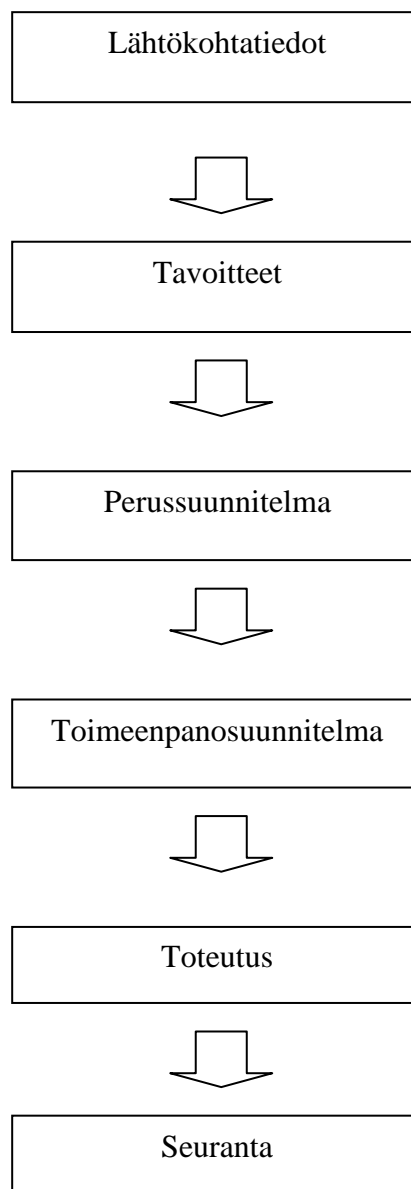 Lähtökohtatiedot
Tavoitteet
Perussuunnitelma
Toimeenpanosuunnitelma
Toteutus
Seuranta